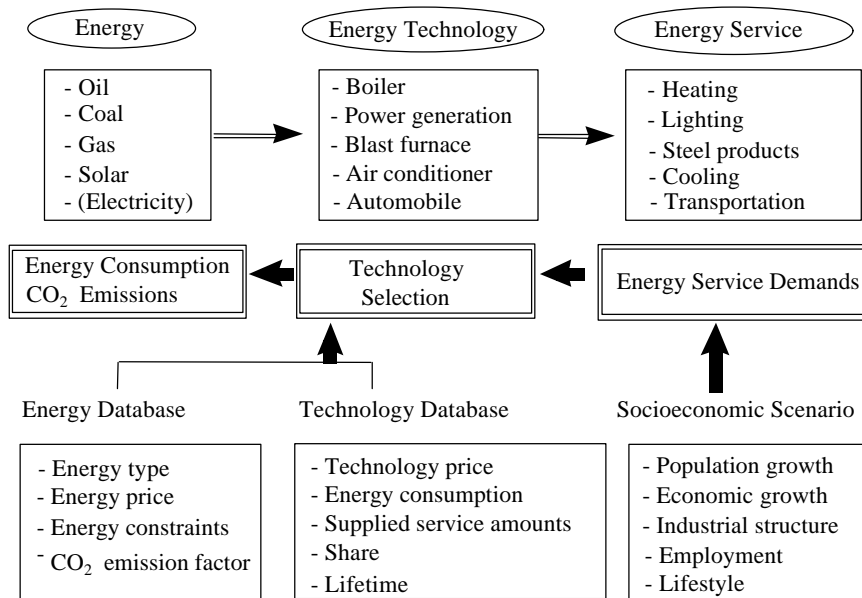 Energy
Energy Technology
Energy Service
- Oil
- Coal
- Gas
- Solar
- (Electricity)
- Boiler
- Power generation
- Blast furnace
- Air conditioner
- Automobile
- Heating
- Lighting
- Steel products
- Cooling
- Transportation
Energy Consumption
CO₂ Emissions
Technology
Selection
Energy Service Demands
Energy Database
Technology Database
Socioeconomic Scenario
- Energy type
- Energy price
- Energy constraints
- CO₂ emission factor
- Technology price
- Energy consumption
- Supplied service amounts
- Share
- Lifetime
- Population growth
- Economic growth
- Industrial structure
- Employment
- Lifestyle